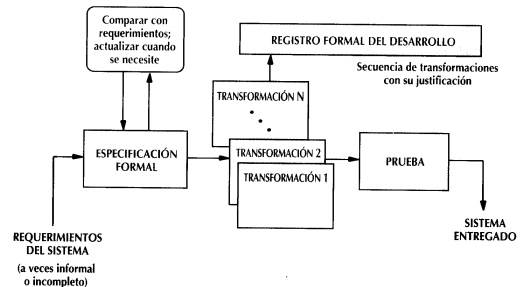 Comparar con
requerimientos;
actualizar cuando
se necesite
REGISTRO FORMAL DEL DESARROLLO
Secuencia de transformaciones
con su justificación
TRANSFORMACIÓN N
ESPECIFICACIÓN
FORMAL
TRANSFORMACIÓN 2
TRANSFORMACIÓN 1
PRUEBA
REQUERIMIENTOS
DEL SISTEMA
(a veces informal
o incompleto)
SISTEMA
ENTREGADO